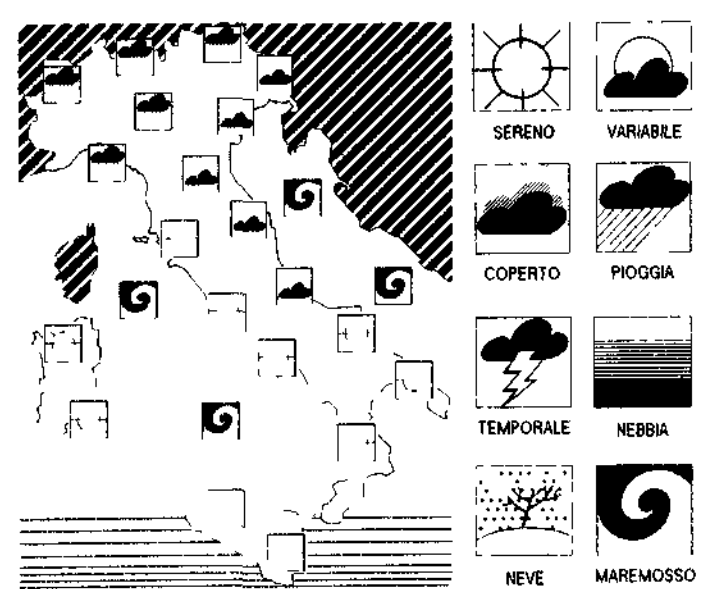 SERENO
VARIABILE
COPERTO
PIOGGIA
TEMPORALE
NEBBIA
NEVE
MAREMOSSO